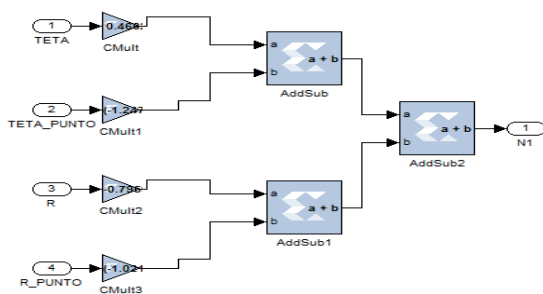 1
0.468
TETA
CMult
a
b
a + b
AddSub
2
(-1.247
TETA_PUNTO
CMult1
a
b
a + b
AddSub2
1
N1
3
-0.796
R
CMult2
a
b
a + b
AddSub1
4
(-1.021
R_PUNTO
CMult3